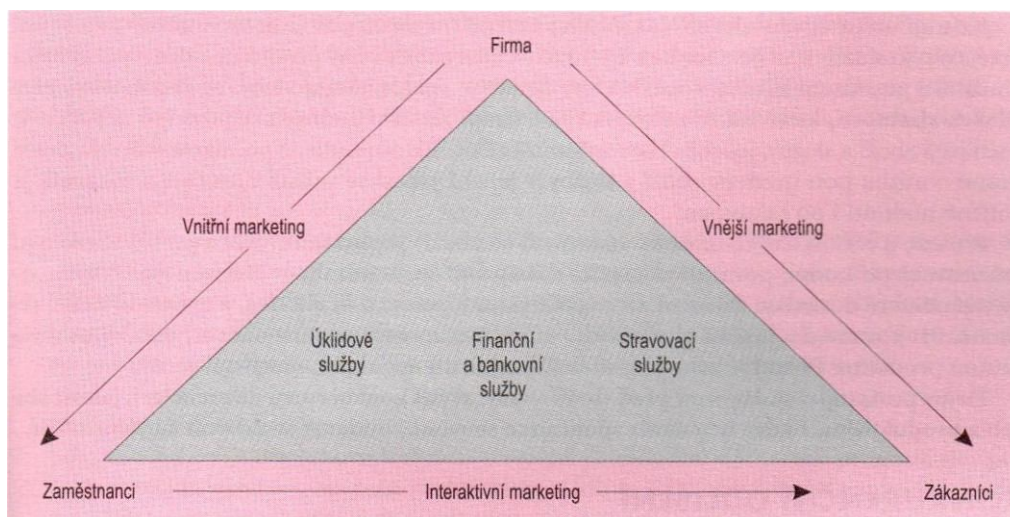 Firma
Vnitřní marketing
Vnější marketing
Úklidové
služby
Finanční
a bankovní
služby
Stravovací
služby
Zaměstnanci
Interaktivní marketing
Zákazníci